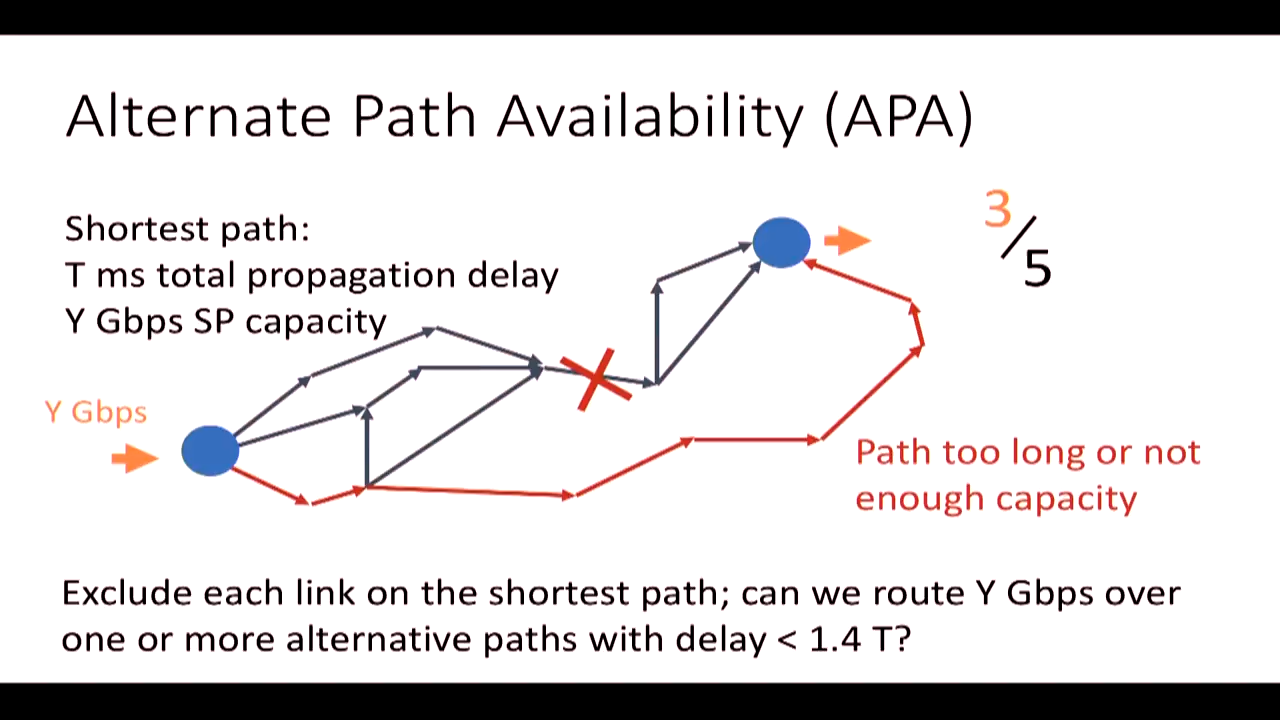 Alternate Path Availability (APA)
Shortest path:
T ms total propagation delay
Y Gbps SP capacity
3/5
Y Gbps
Path too long or not
enough capacity
Exclude each link on the shortest path; can we route Y Gbps over
one or more alternative paths with delay < 1.4 T?